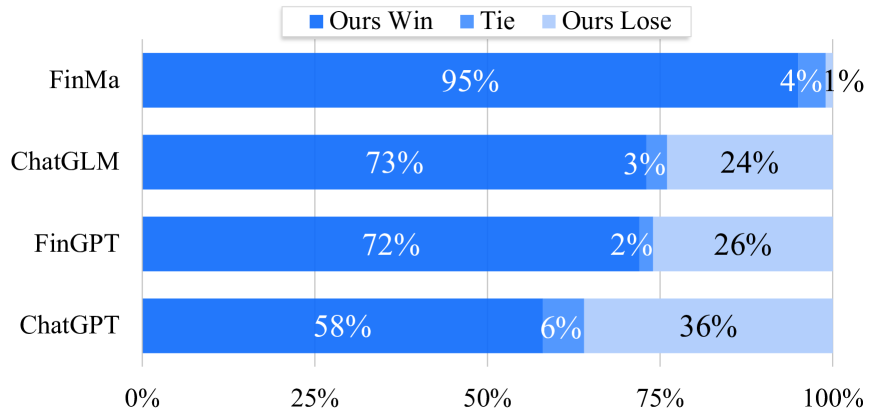 Ours Win Tie Ours Lose
FinMa 95% 4% 1%
ChatGLM 73% 3% 24%
FinGPT 72% 2% 26%
ChatGPT 58% 6% 36%
0% 25% 50% 75% 100%